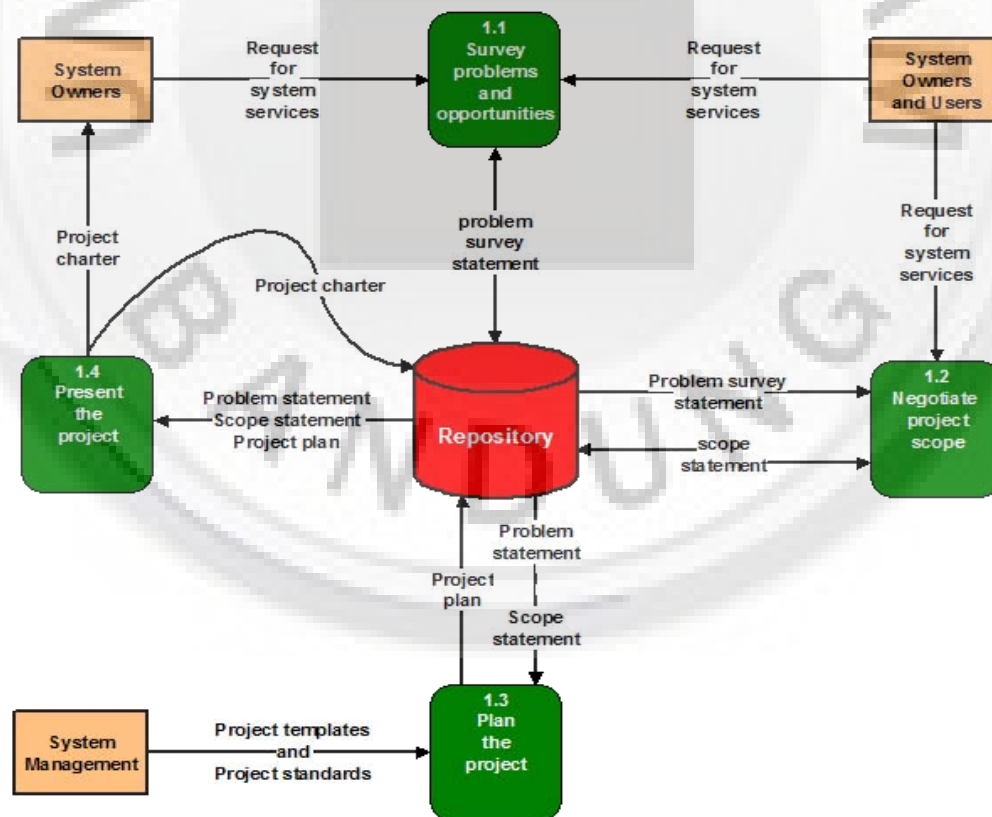 System
Owners
Request
for
system
services
1.1
Survey
problems
and
opportunities
Request
for
system
services
System
Owners
and Users
Project
charter
problem
survey
statement
Request
for
system
services
Project charter
1.4
Present
the
project
Problem statement
Scope statement
Project plan
Repository
Problem survey
statement
scope
statement
1.2
Negotiate
project
scope
Project
plan
Problem
statement
Scope
statement
System
Management
Project templates
and
Project standards
1.3
Plan
the
project
BANDUNG